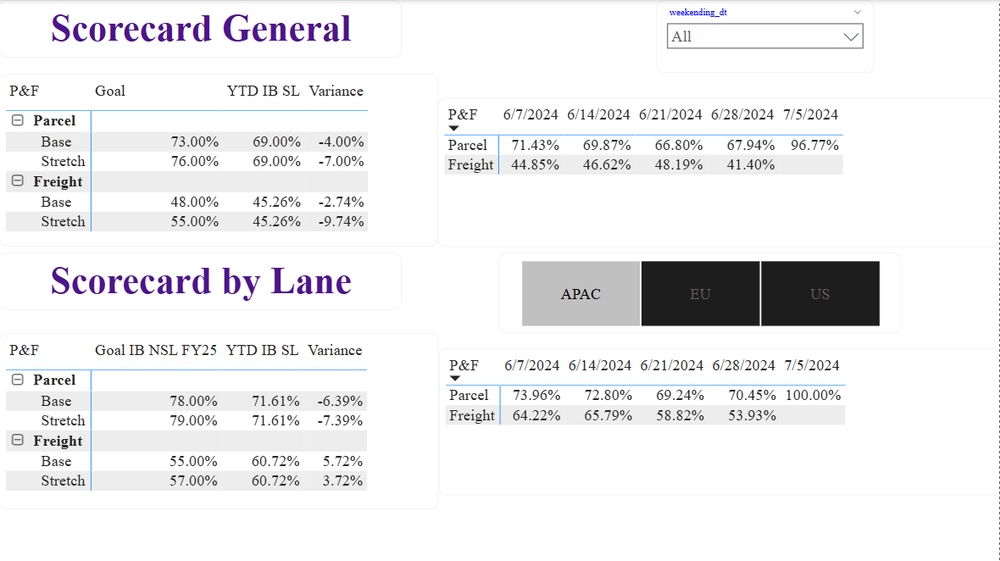 Scorecard General
weekending_dt
All
P&F Goal YTD IB SL Variance
Parcel
Base 73.00% 69.00% -4.00%
Stretch 76.00% 69.00% -7.00%
Freight
Base 48.00% 45.26% -2.74%
Stretch 55.00% 45.26% -9.74%
P&F 6/7/2024 6/14/2024 6/21/2024 6/28/2024 7/5/2024
Parcel 71.43% 69.87% 66.80% 67.94% 96.77%
Freight 44.85% 46.62% 48.19% 41.40%
Scorecard by Lane
APAC EU US
P&F Goal IB NSL FY25 YTD IB SL Variance
Parcel
Base 78.00% 71.61% -6.39%
Stretch 79.00% 71.61% -7.39%
Freight
Base 55.00% 60.72% 5.72%
Stretch 57.00% 60.72% 3.72%
P&F 6/7/2024 6/14/2024 6/21/2024 6/28/2024 7/5/2024
Parcel 73.96% 72.80% 69.24% 70.45% 100.00%
Freight 64.22% 65.79% 58.82% 53.93%